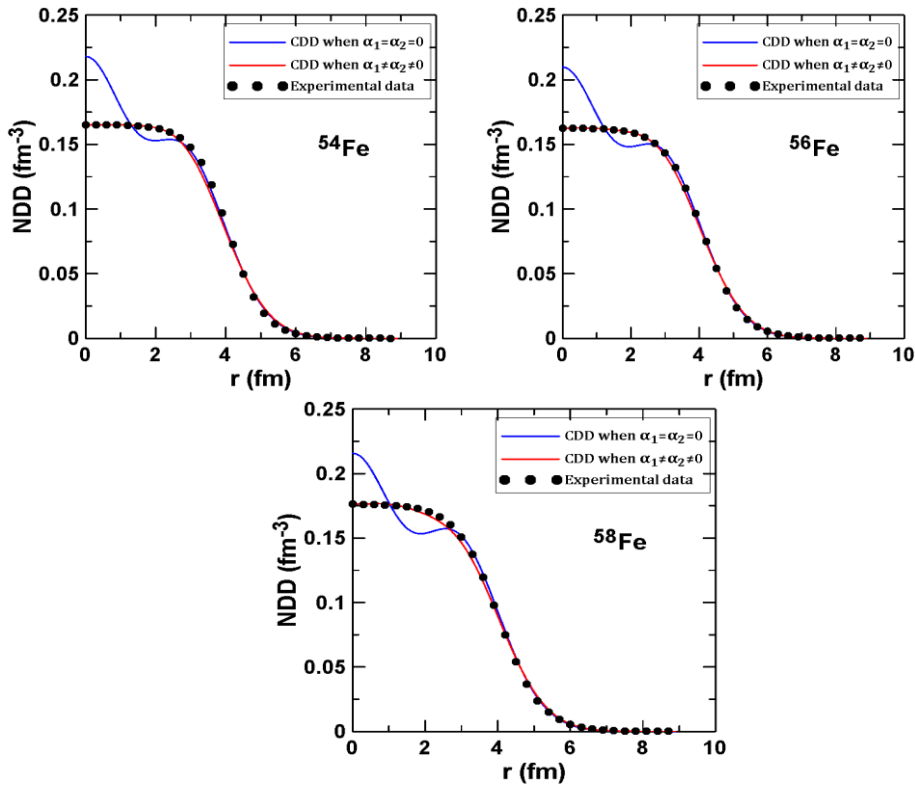 0.25
0.2
0.15
0.1
0.05
0
NDD (fm⁻³)
CDD when α₁=α₂=0
CDD when α₁≠α₂≠0
Experimental data
⁵⁴Fe
0 2 4 6 8 10
r (fm)
0.25
0.2
0.15
0.1
0.05
0
NDD (fm⁻³)
CDD when α₁=α₂=0
CDD when α₁≠α₂≠0
Experimental data
⁵⁶Fe
0 2 4 6 8 10
r (fm)
0.25
0.2
0.15
0.1
0.05
0
NDD (fm⁻³)
CDD when α₁=α₂=0
CDD when α₁≠α₂≠0
Experimental data
⁵⁸Fe
0 2 4 6 8 10
r (fm)